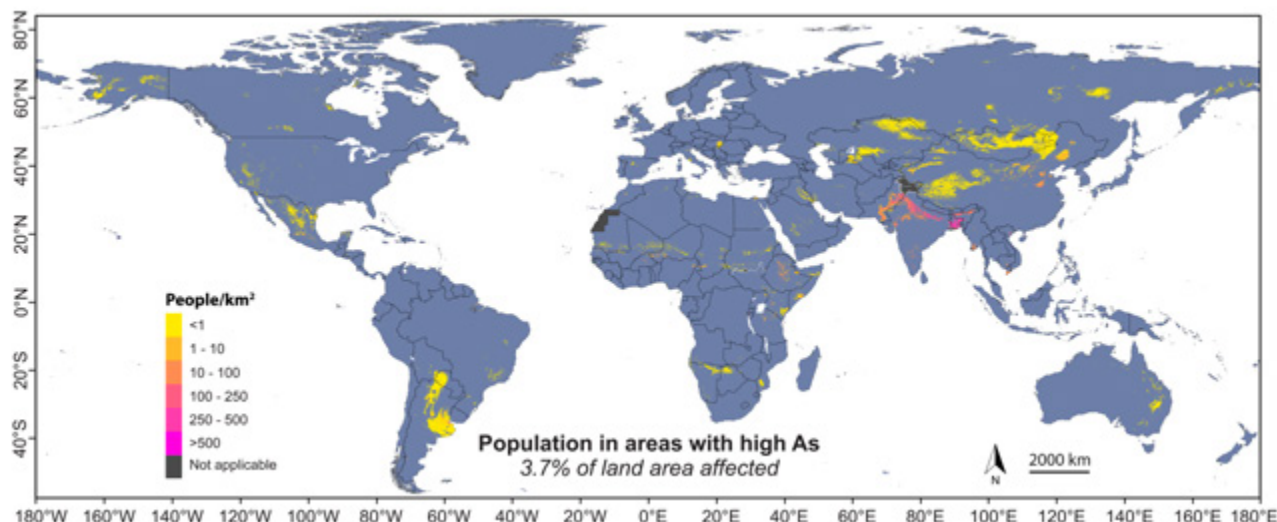 80°N
60°N
40°N
20°N
0°N
20°S
40°S
People/km²
<1
1 - 10
10 - 100
100 - 250
250 - 500
>500
Not applicable
Population in areas with high As
3.7% of land area affected
N
2000 km
180°W 160°W 140°W 120°W 100°W 80°W 60°W 40°W 20°W 0°E 20°E 40°E 60°E 80°E 100°E 120°E 140°E 160°E 180°E